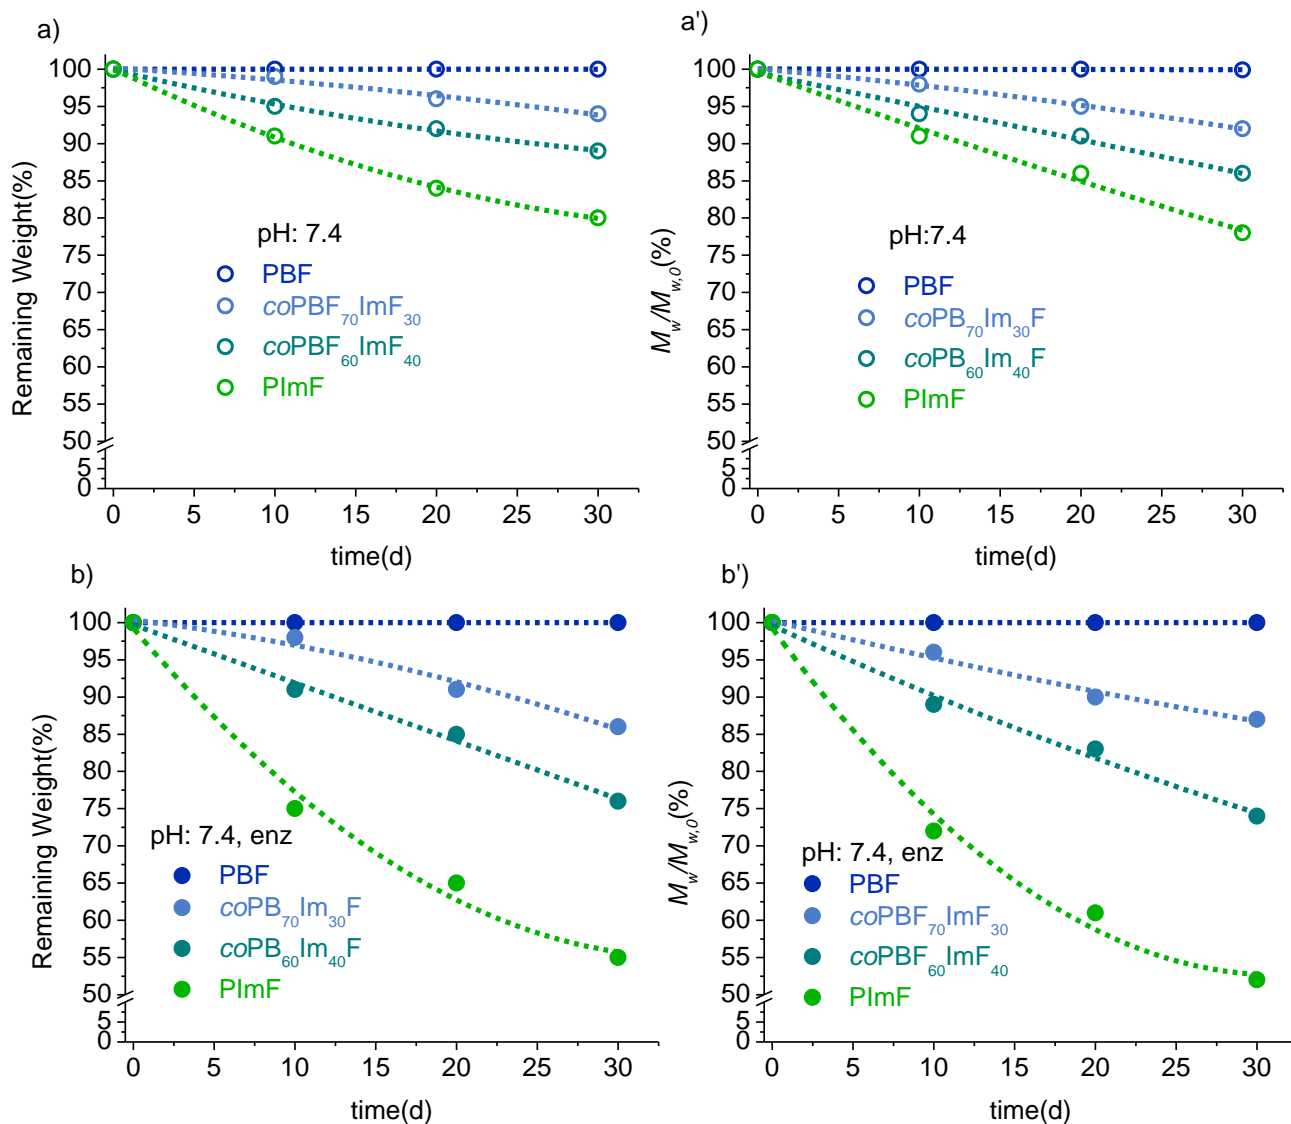 a)
100
95
90
85
80
75
70
65
60
55
50
5
0
Remaining Weight(%)
pH: 7.4
PBF
coPBF70ImF30
coPBF60ImF40
PImF
0 5 10 15 20 25 30
time(d)
a')
100
95
90
85
80
75
70
65
60
55
50
5
0
Mw/Mw,0(%)
pH:7.4
PBF
coPB70Im30F
coPB60Im40F
PImF
0 5 10 15 20 25 30
time(d)
b)
100
95
90
85
80
75
70
65
60
55
50
5
0
Remaining Weight(%)
pH: 7.4, enz
PBF
coPB70Im30F
coPB60Im40F
PImF
0 5 10 15 20 25 30
time(d)
b')
100
95
90
85
80
75
70
65
60
55
50
5
0
Mw/Mw,0(%)
pH: 7.4, enz
PBF
coPBF70ImF30
coPBF60ImF40
PImF
0 5 10 15 20 25 30
time(d)